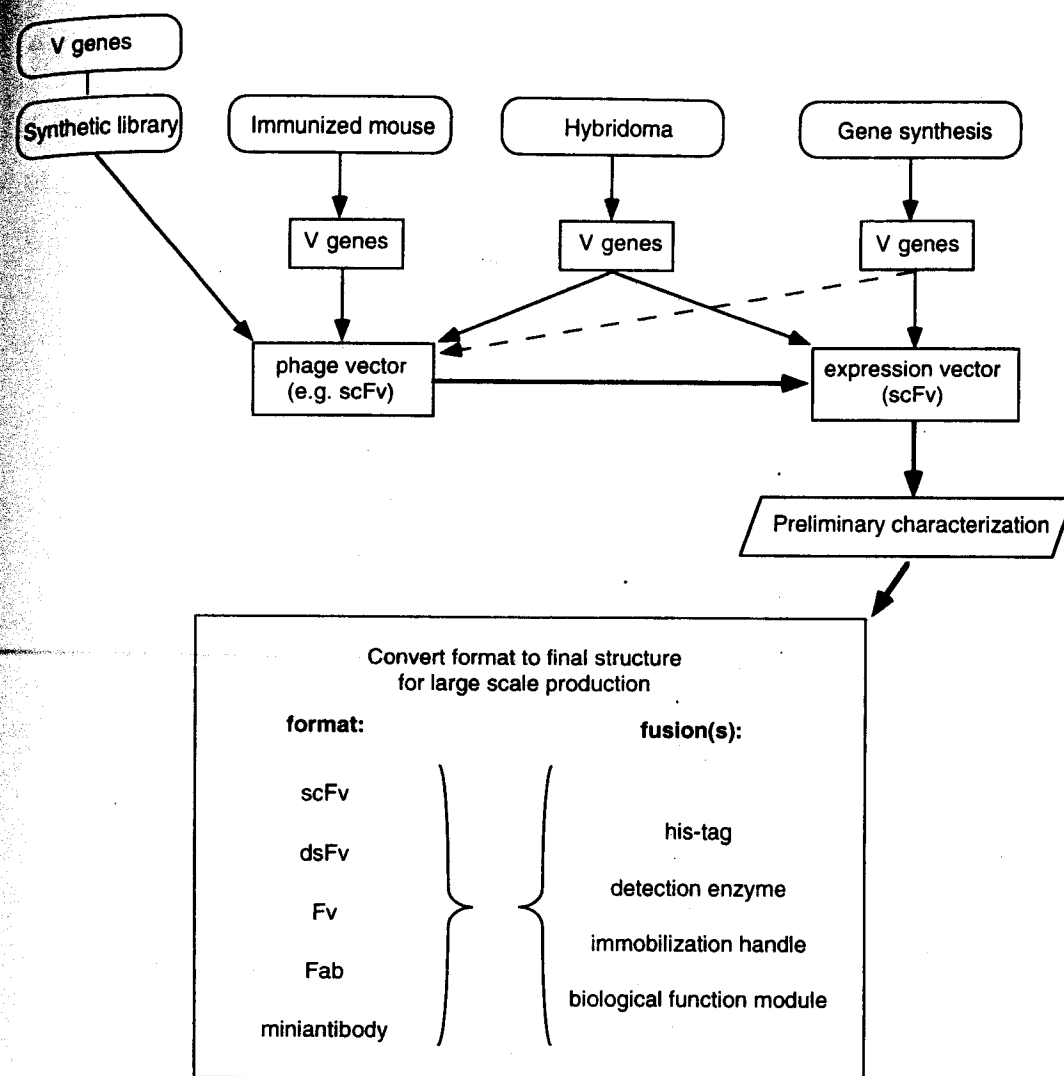 V genes
Synthetic library
Immunized mouse
Hybridoma
Gene synthesis
V genes
V genes
V genes
phage vector
(e.g. scFv)
expression vector
(scFv)
Preliminary characterization
Convert format to final structure
for large scale production
format:
fusion(s):
scFv
dsFv
Fv
Fab
miniantibody
his-tag
detection enzyme
immobilization handle
biological function module